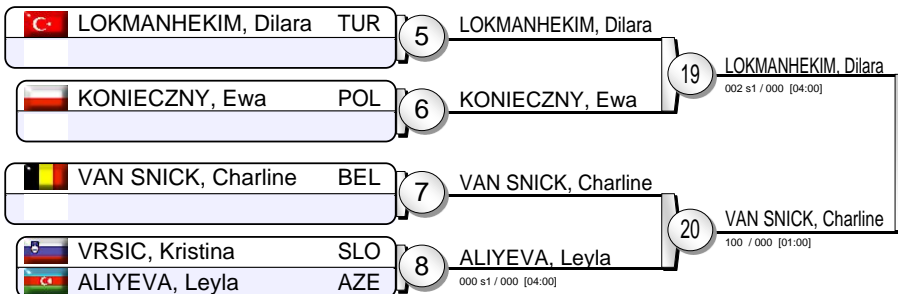 LOKMANHEKIM, Dilara TUR
5
LOKMANHEKIM, Dilara
19
LOKMANHEKIM, Dilara
002 s1 / 000 [04:00]
KONIECZNY, Ewa POL
6
KONIECZNY, Ewa
VAN SNICK, Charline BEL
7
VAN SNICK, Charline
20
VAN SNICK, Charline
100 / 000 [01:00]
VRSIC, Kristina SLO
8
ALIYEVA, Leyla
000 s1 / 000 [04:00]
ALIYEVA, Leyla AZE